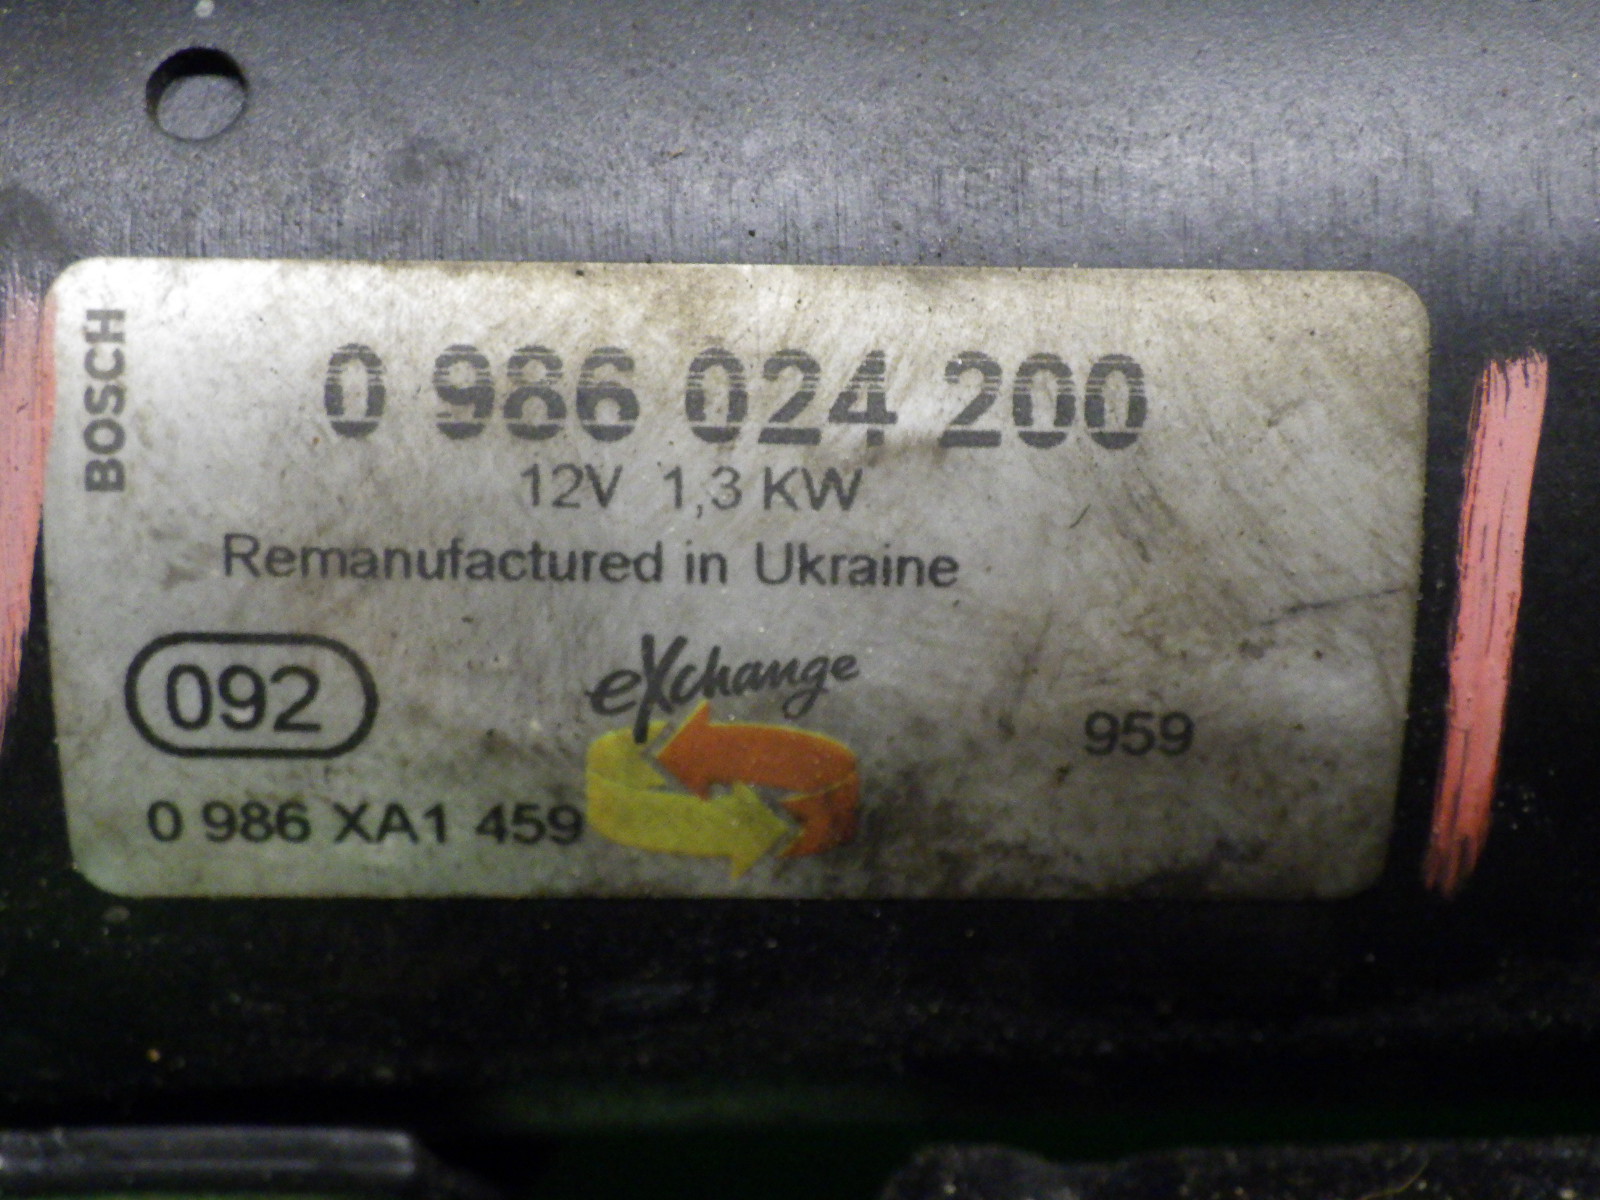 BOSCH
0 986 024 200
12V 1,3 KW
Remanufactured in Ukraine
092
eXchange
959
0 986 XA1 459